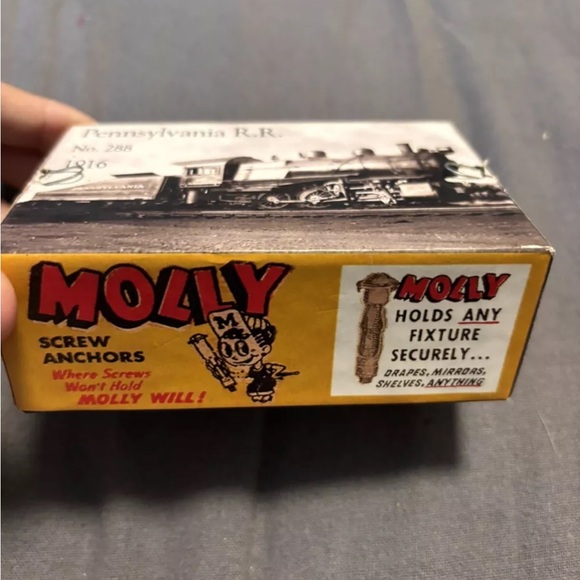 Pennsylvania R.R.
No. 288
1916
PENNSYLVANIA
MOLLY
SCREW
ANCHORS
Where Screws
Won't Hold
MOLLY WILL!
M
MOLLY
HOLDS ANY
FIXTURE
SECURELY...
DRAPES, MIRRORS,
SHELVES, ANYTHING